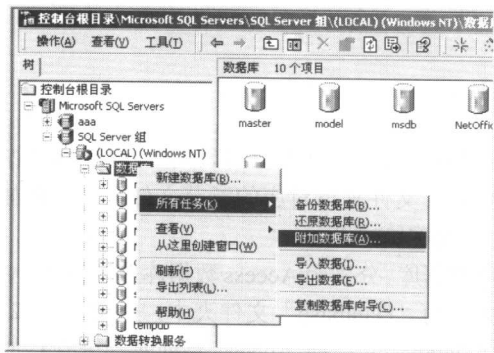 控制台根目录\Microsoft SQL Servers\SQL Server 组\(LOCAL) (Windows NT)\数据
操作(A) 查看(V) 工具(T)
树
数据库 10 个项目
控制台根目录
Microsoft SQL Servers
aaa
SQL Server 组
(LOCAL) (Windows NT)
数据
master
model
msdb
NetOffi
新建数据库(B)...
所有任务(K)
查看(V)
从这里创建窗口(W)
刷新(F)
导出列表(L)...
帮助(H)
备份数据库(B)...
还原数据库(R)...
附加数据库(A)...
导入数据(I)...
导出数据(E)...
复制数据库向导(C)...
tempdb
数据转换服务